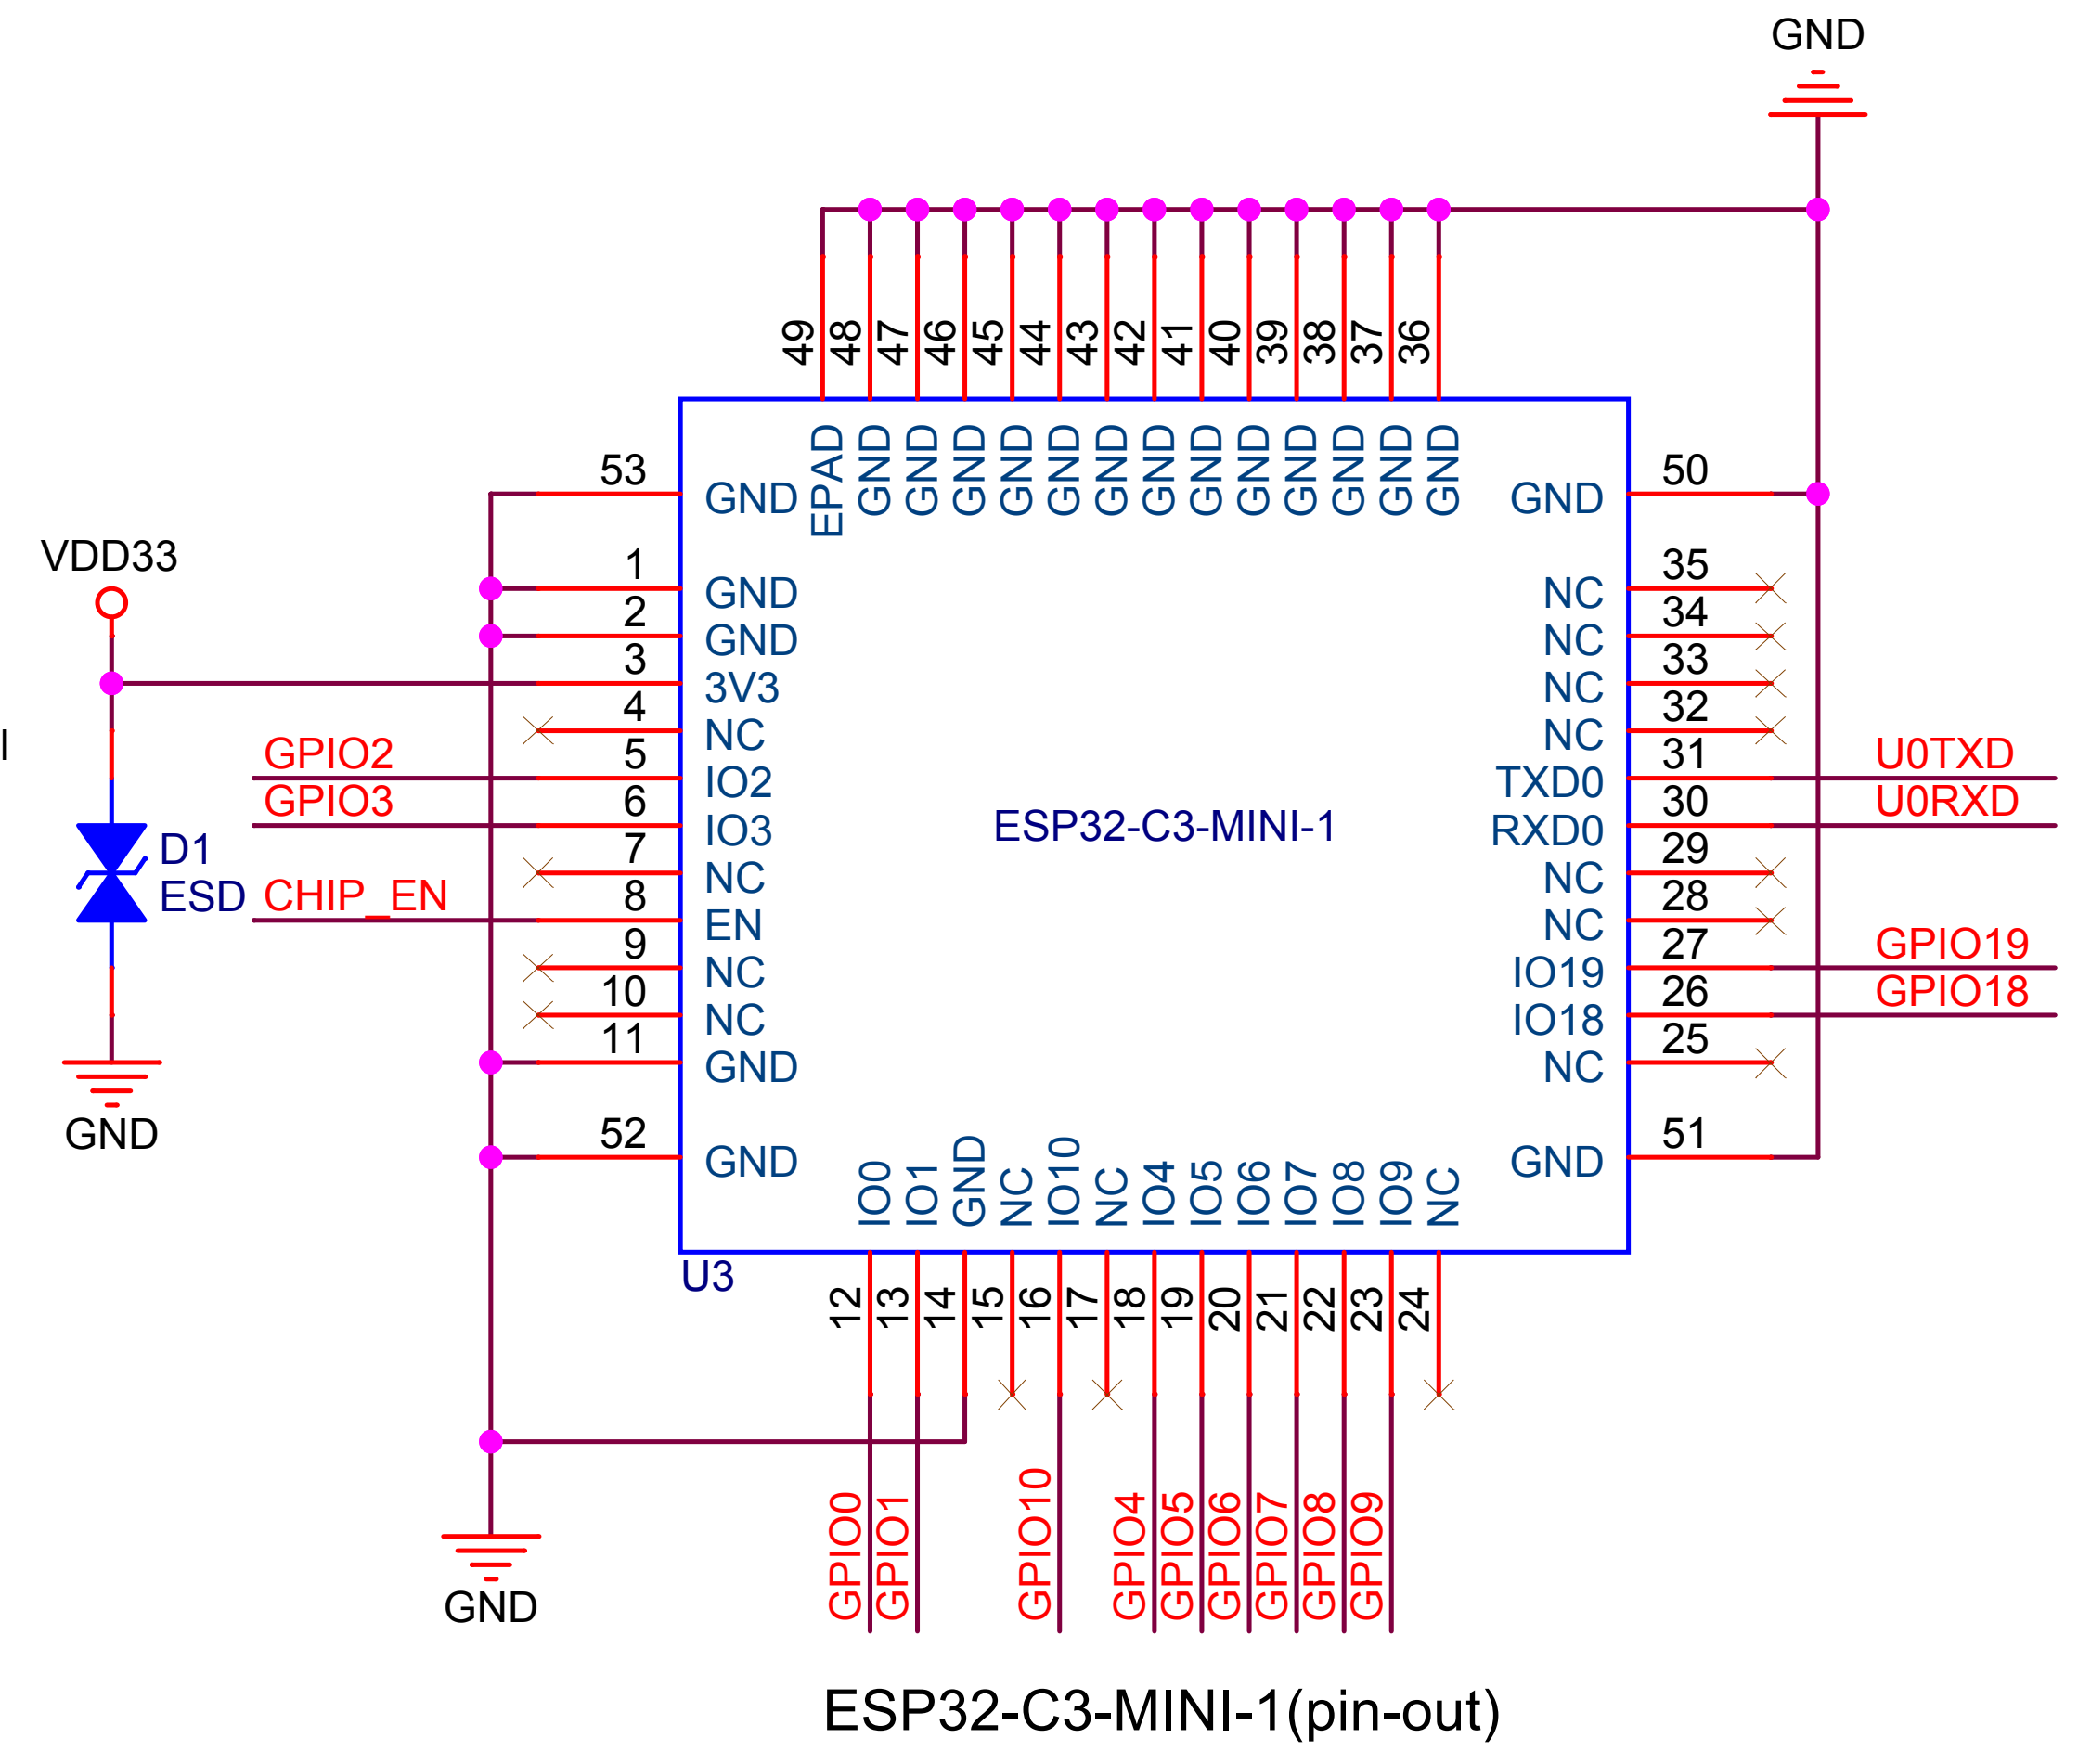 GND
49
48
47
46
45
44
43
42
41
40
39
38
37
36
EPAD
GND
GND
GND
GND
GND
GND
GND
GND
GND
GND
GND
GND
GND
53
GND
1
GND
2
GND
3
3V3
4
NC
5
IO2
6
IO3
7
NC
8
EN
9
NC
10
NC
11
GND
52
GND
VDD33
I
GPIO2
GPIO3
D1
ESD
CHIP_EN
GND
ESP32-C3-MINI-1
50
GND
35
NC
34
NC
33
NC
32
NC
31
TXD0
U0TXD
30
RXD0
U0RXD
29
NC
28
NC
27
IO19
GPIO19
26
IO18
GPIO18
25
NC
51
GND
IO0
IO1
GND
NC
IO10
NC
IO4
IO5
IO6
IO7
IO8
IO9
NC
U3
12
13
14
15
16
17
18
19
20
21
22
23
24
GPIO0
GPIO1
GPIO10
GPIO4
GPIO5
GPIO6
GPIO7
GPIO8
GPIO9
GND
ESP32-C3-MINI-1(pin-out)